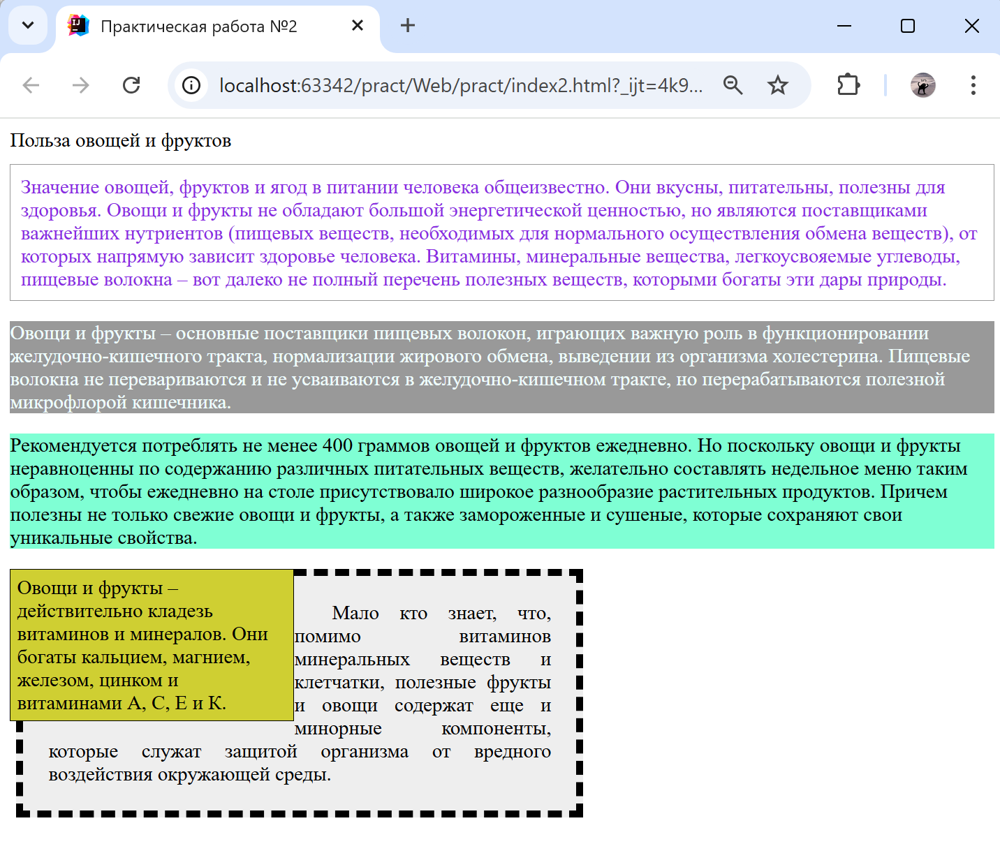 Практическая работа №2
localhost:63342/pract/Web/pract/index2.html?_ijt=4k9...
Польза овощей и фруктов
Значение овощей, фруктов и ягод в питании человека общеизвестно. Они вкусны, питательны, полезны для
здоровья. Овощи и фрукты не обладают большой энергетической ценностью, но являются поставщиками
важнейших нутриентов (пищевых веществ, необходимых для нормального осуществления обмена веществ), от
которых напрямую зависит здоровье человека. Витамины, минеральные вещества, легкоусвояемые углеводы,
пищевые волокна – вот далеко не полный перечень полезных веществ, которыми богаты эти дары природы.
Овощи и фрукты – основные поставщики пищевых волокон, играющих важную роль в функционировании
желудочно-кишечного тракта, нормализации жирового обмена, выведении из организма холестерина. Пищевые
волокна не перевариваются и не усваиваются в желудочно-кишечном тракте, но перерабатываются полезной
микрофлорой кишечника.
Рекомендуется потреблять не менее 400 граммов овощей и фруктов ежедневно. Но поскольку овощи и фрукты
неравноценны по содержанию различных питательных веществ, желательно составлять недельное меню таким
образом, чтобы ежедневно на столе присутствовало широкое разнообразие растительных продуктов. Причем
полезны не только свежие овощи и фрукты, а также замороженные и сушеные, которые сохраняют свои
уникальные свойства.
Овощи и фрукты –
действительно кладезь
витаминов и минералов. Они
богаты кальцием, магнием,
железом, цинком и
витаминами А, С, Е и К.
Мало кто знает, что,
помимо витаминов
минеральных веществ и
клетчатки, полезные фрукты
и овощи содержат еще и
минорные компоненты,
которые служат защитой организма от вредного
воздействия окружающей среды.